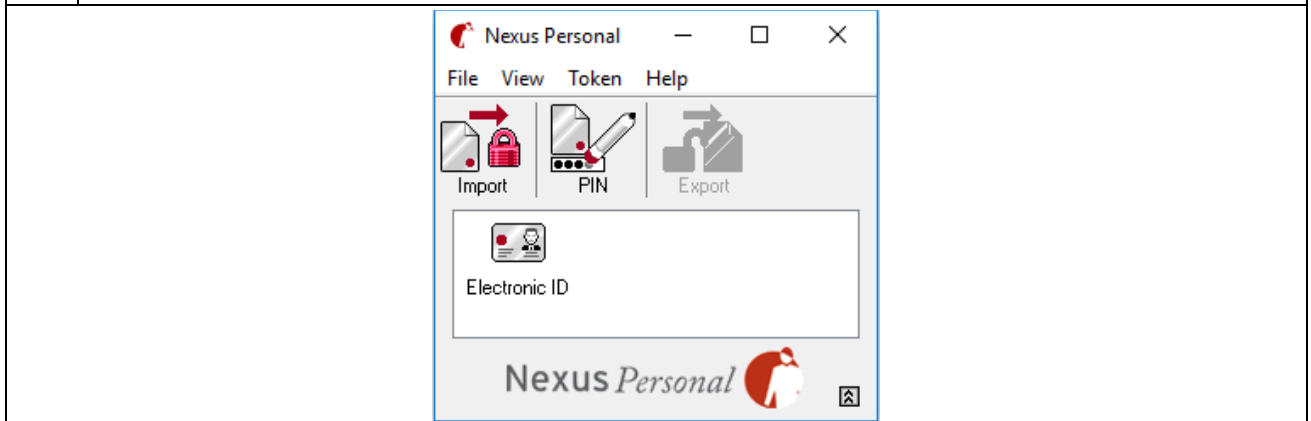 Nexus Personal
File View Token Help
Import PIN Export
Electronic ID
Nexus Personal